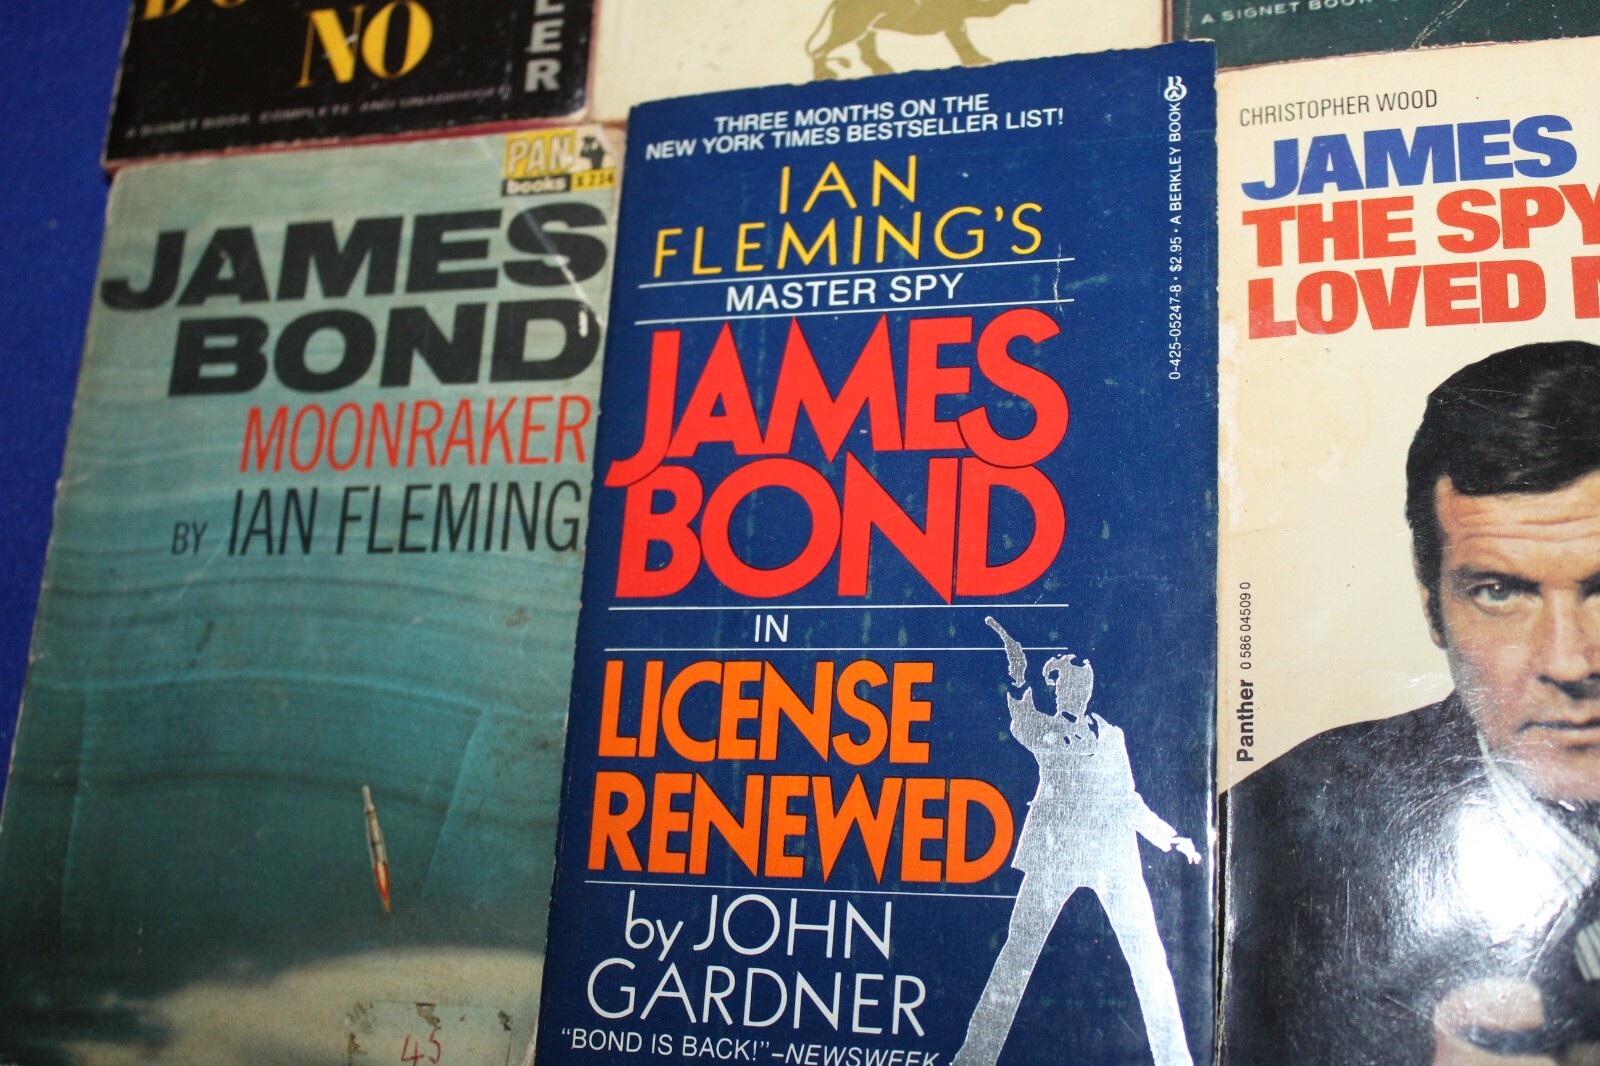 NO
LER
A SIGNET BOOK COMPLETE AND UNABRIDGED
A SIGNET BOOK
PAN
books X234
JAMES
BOND
MOONRAKER
BY IAN FLEMING
45
THREE MONTHS ON THE
NEW YORK TIMES BESTSELLER LIST!
IAN
FLEMING'S
MASTER SPY
JAMES
BOND
IN
LICENSE
RENEWED
by JOHN
GARDNER
"BOND IS BACK!"–NEWSWEEK
0-425-05247-8 • $2.95 • A BERKLEY BOOK
B
CHRISTOPHER WOOD
JAMES
THE SPY
LOVED
Panther 0 586 04509 0